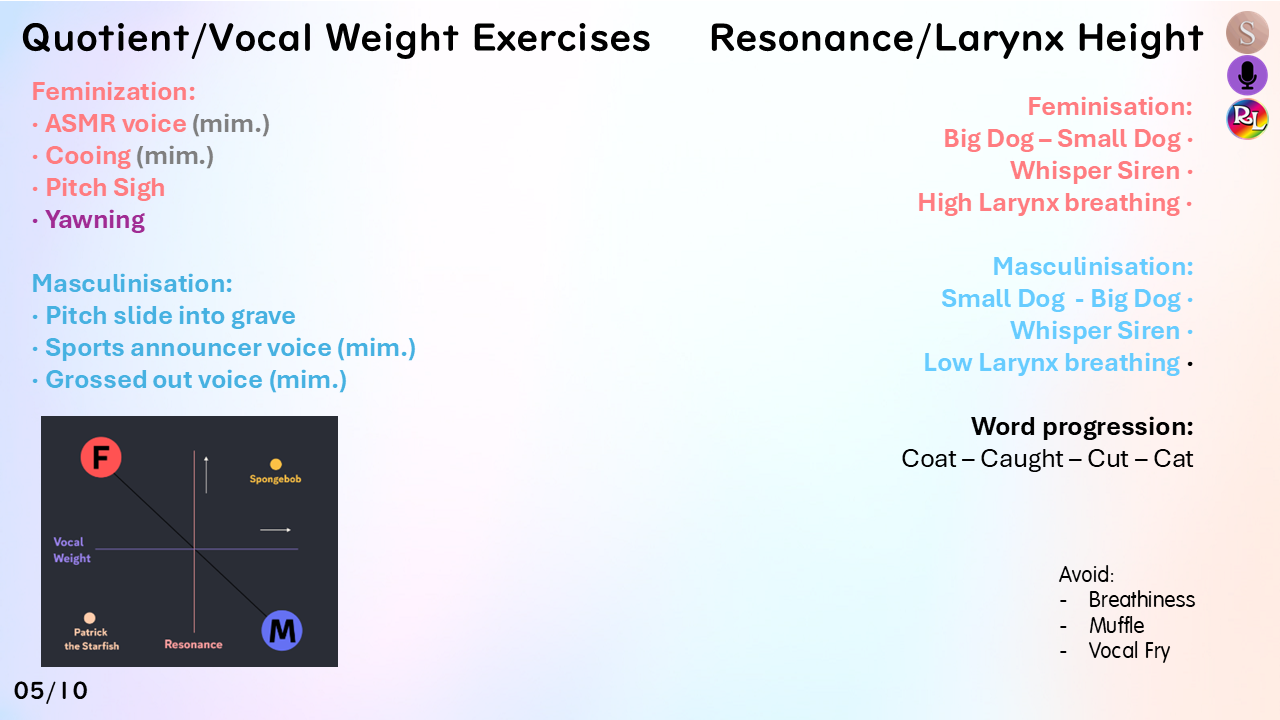 Quotient/Vocal Weight Exercises
Feminization:
· ASMR voice (mim.)
· Cooing (mim.)
· Pitch Sigh
· Yawning
Masculinisation:
· Pitch slide into grave
· Sports announcer voice (mim.)
· Grossed out voice (mim.)
F
Spongebob
Vocal
Weight
Patrick
the Starfish
Resonance
M
05/10
Resonance/Larynx Height
S
RL
Feminisation:
Big Dog – Small Dog ·
Whisper Siren ·
High Larynx breathing ·
Masculinisation:
Small Dog - Big Dog ·
Whisper Siren ·
Low Larynx breathing ·
Word progression:
Coat – Caught – Cut – Cat
Avoid:
- Breathiness
- Muffle
- Vocal Fry